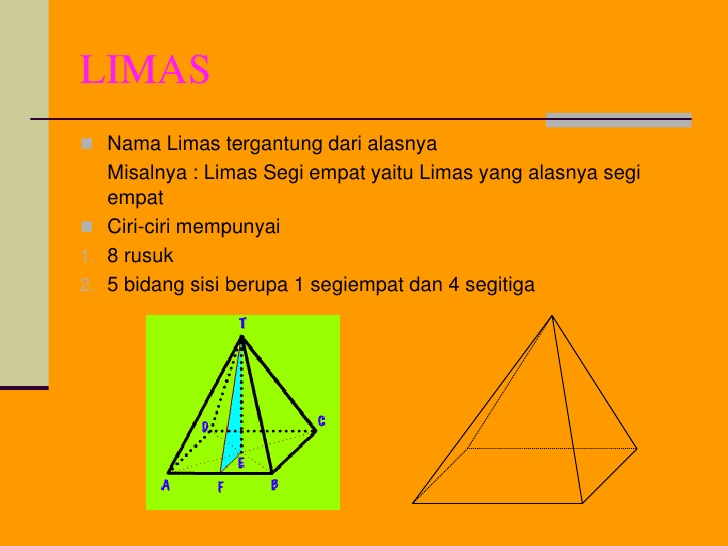 LIMAS
Nama Limas tergantung dari alasnya
Misalnya : Limas Segi empat yaitu Limas yang alasnya segi
empat
Ciri-ciri mempunyai
1. 8 rusuk
2. 5 bidang sisi berupa 1 segiempat dan 4 segitiga
T
D
C
E
A
F
B